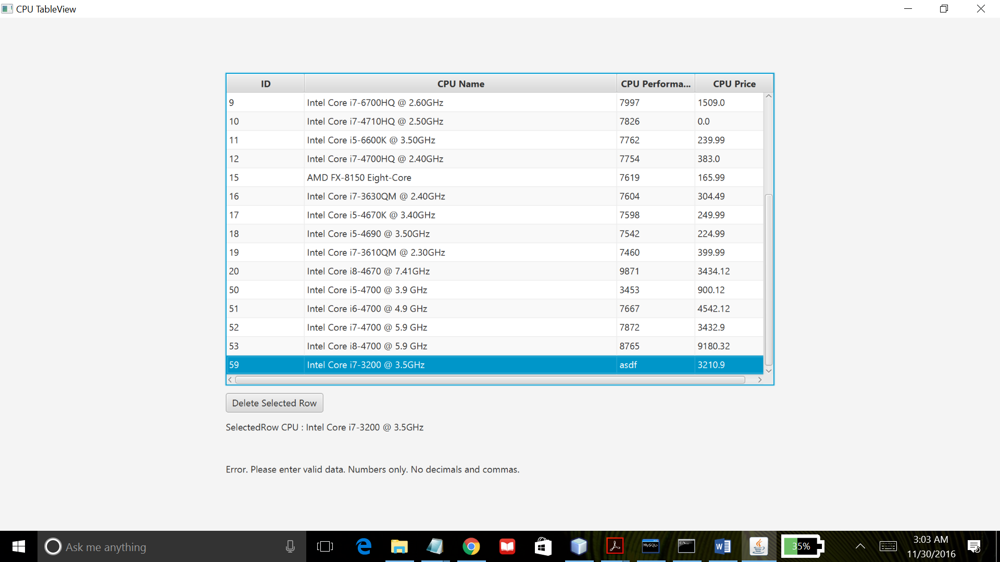 CPU TableView
ID CPU Name CPU Performa... CPU Price
9 Intel Core i7-6700HQ @ 2.60GHz 7997 1509.0
10 Intel Core i7-4710HQ @ 2.50GHz 7826 0.0
11 Intel Core i5-6600K @ 3.50GHz 7762 239.99
12 Intel Core i7-4700HQ @ 2.40GHz 7754 383.0
15 AMD FX-8150 Eight-Core 7619 165.99
16 Intel Core i7-3630QM @ 2.40GHz 7604 304.49
17 Intel Core i5-4670K @ 3.40GHz 7598 249.99
18 Intel Core i5-4690 @ 3.50GHz 7542 224.99
19 Intel Core i7-3610QM @ 2.30GHz 7460 399.99
20 Intel Core i8-4670 @ 7.41GHz 9871 3434.12
50 Intel Core i5-4700 @ 3.9 GHz 3453 900.12
51 Intel Core i6-4700 @ 4.9 GHz 7667 4542.12
52 Intel Core i7-4700 @ 5.9 GHz 7872 3432.9
53 Intel Core i8-4700 @ 5.9 GHz 8765 9180.32
59 Intel Core i7-3200 @ 3.5GHz asdf 3210.9
Delete Selected Row
SelectedRow CPU : Intel Core i7-3200 @ 3.5GHz
Error. Please enter valid data. Numbers only. No decimals and commas.
Ask me anything
MySQL
C:\
W
35%
3:03 AM
11/30/2016